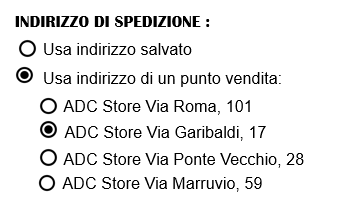 INDIRIZZO DI SPEDIZIONE :
Usa indirizzo salvato
Usa indirizzo di un punto vendita:
ADC Store Via Roma, 101
ADC Store Via Garibaldi, 17
ADC Store Via Ponte Vecchio, 28
ADC Store Via Marruvio, 59